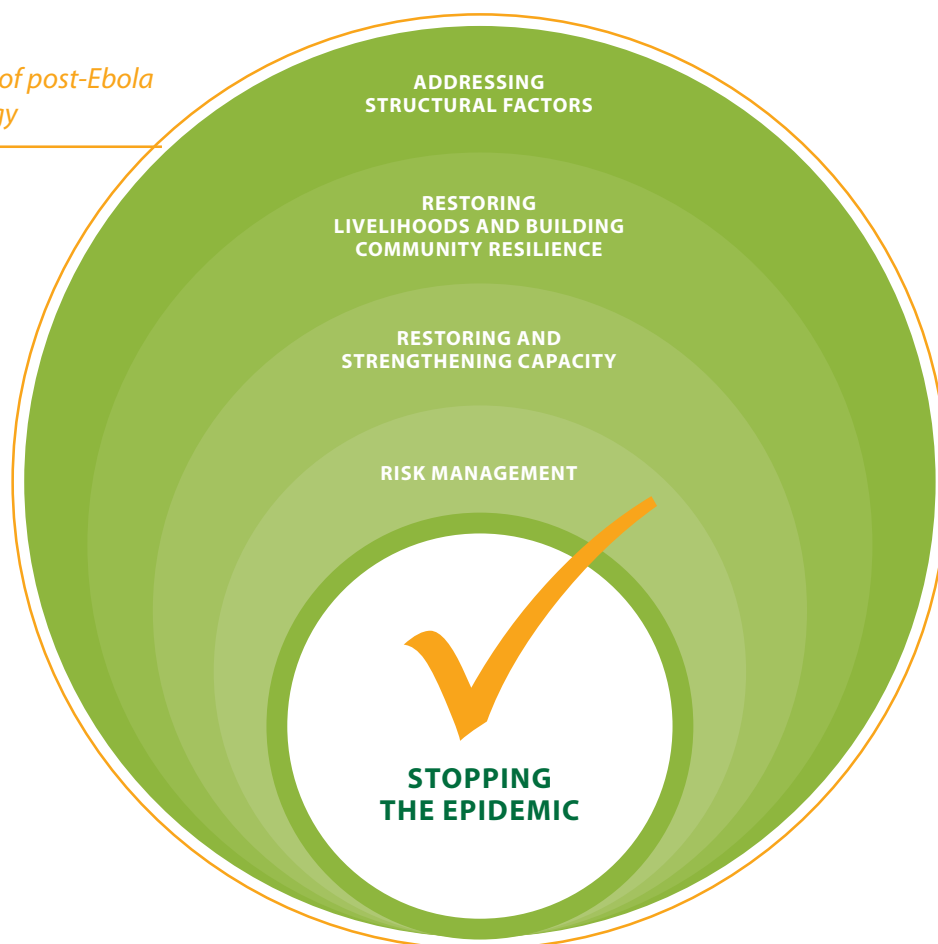 of post-Ebola
gy
ADDRESSING
STRUCTURAL FACTORS
RESTORING
LIVELIHOODS AND BUILDING
COMMUNITY RESILIENCE
RESTORING AND
STRENGTHENING CAPACITY
RISK MANAGEMENT
STOPPING
THE EPIDEMIC